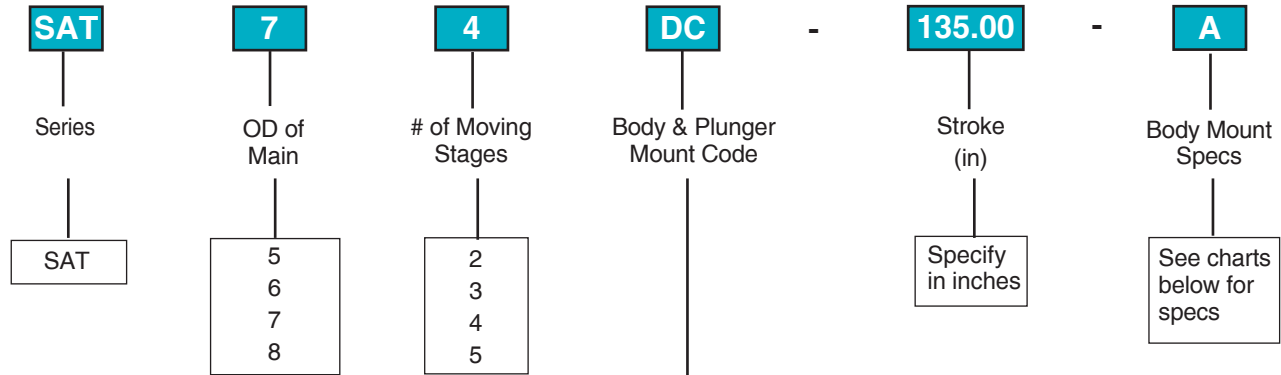 SAT 7 4 DC - 135.00 - A
Series
OD of
Main
# of Moving
Stages
Body & Plunger
Mount Code
Stroke
(in)
Body Mount
Specs
SAT
5
6
7
8
2
3
4
5
Specify
in inches
See charts
below for
specs